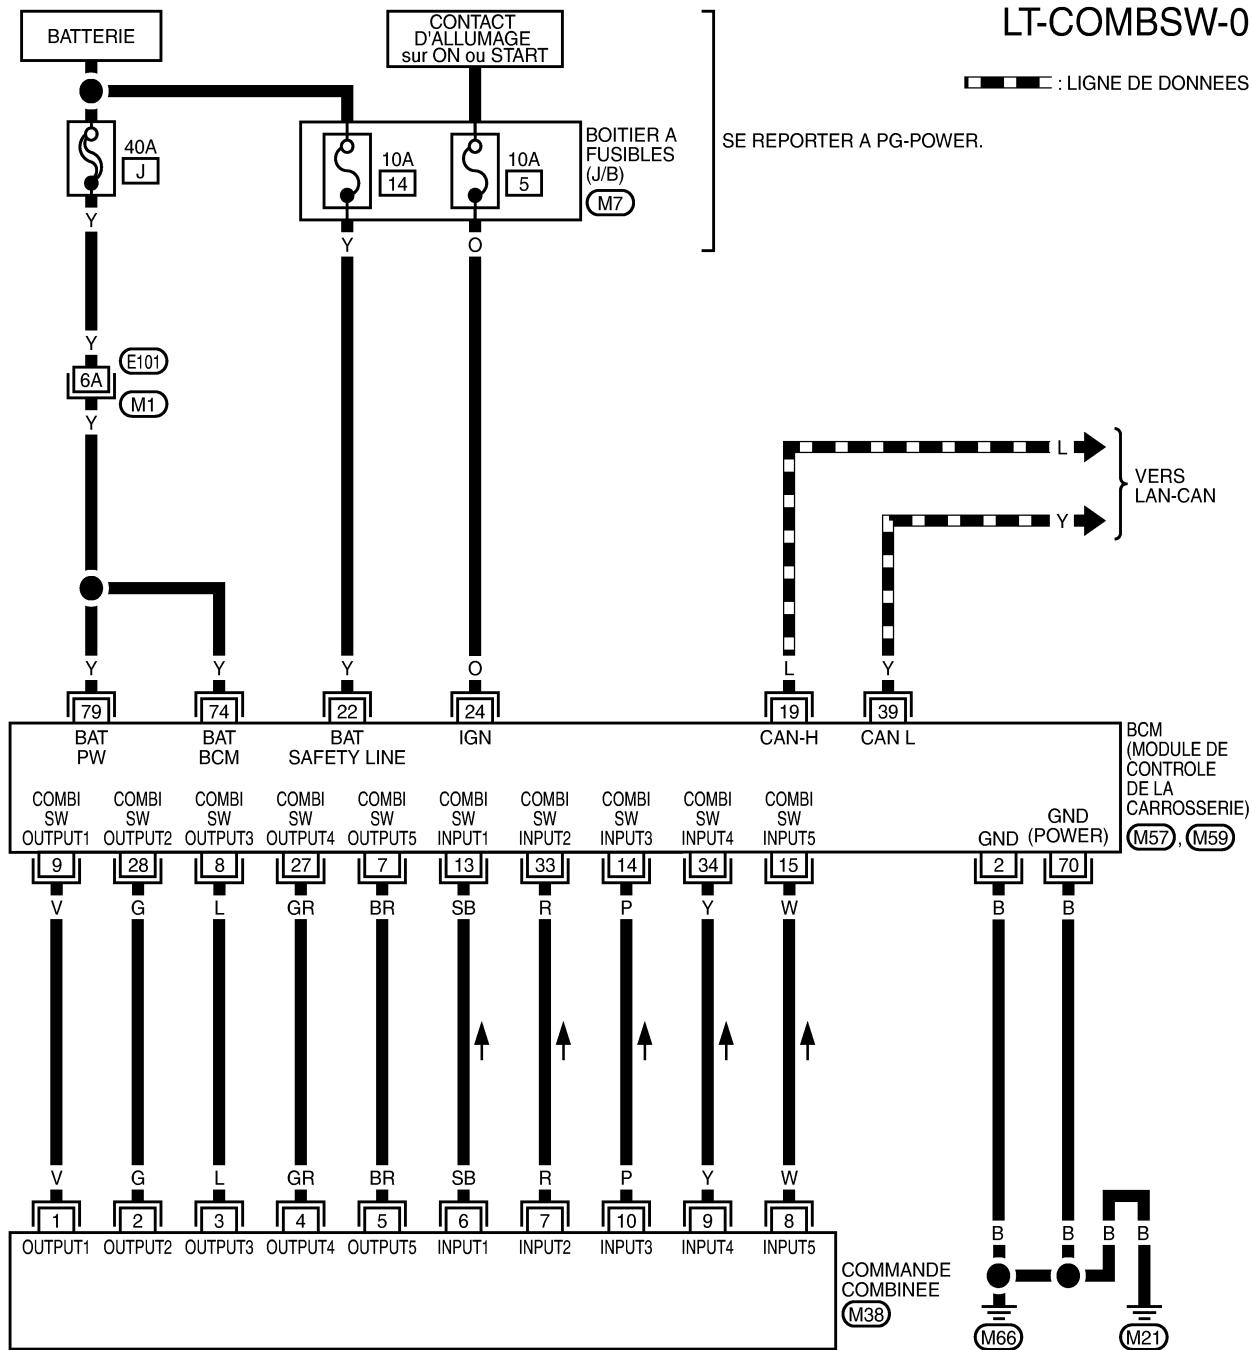 LT-COMBSW-0
BATTERIE
CONTACT
D'ALLUMAGE
sur ON ou START
: LIGNE DE DONNEES
40A
J
10A
14
10A
5
BOITIER A
FUSIBLES
(J/B)
M7
SE REPORTER A PG-POWER.
Y
Y
O
Y
E101
6A
M1
Y
L
Y
VERS
LAN-CAN
Y
Y
Y
O
L
Y
79
74
22
24
19
39
BAT
PW
BAT
BCM
BAT
SAFETY LINE
IGN
CAN-H
CAN L
BCM
(MODULE DE
CONTROLE
DE LA
CARROSSERIE)
M57 , M59
COMBI
SW
OUTPUT1
COMBI
SW
OUTPUT2
COMBI
SW
OUTPUT3
COMBI
SW
OUTPUT4
COMBI
SW
OUTPUT5
COMBI
SW
INPUT1
COMBI
SW
INPUT2
COMBI
SW
INPUT3
COMBI
SW
INPUT4
COMBI
SW
INPUT5
GND
GND
(POWER)
9
28
8
27
7
13
33
14
34
15
2
70
V
G
L
GR
BR
SB
R
P
Y
W
B
B
V
G
L
GR
BR
SB
R
P
Y
W
B
B
B
B
1
2
3
4
5
6
7
10
9
8
OUTPUT1
OUTPUT2
OUTPUT3
OUTPUT4
OUTPUT5
INPUT1
INPUT2
INPUT3
INPUT4
INPUT5
COMMANDE
COMBINEE
M38
M66
M21